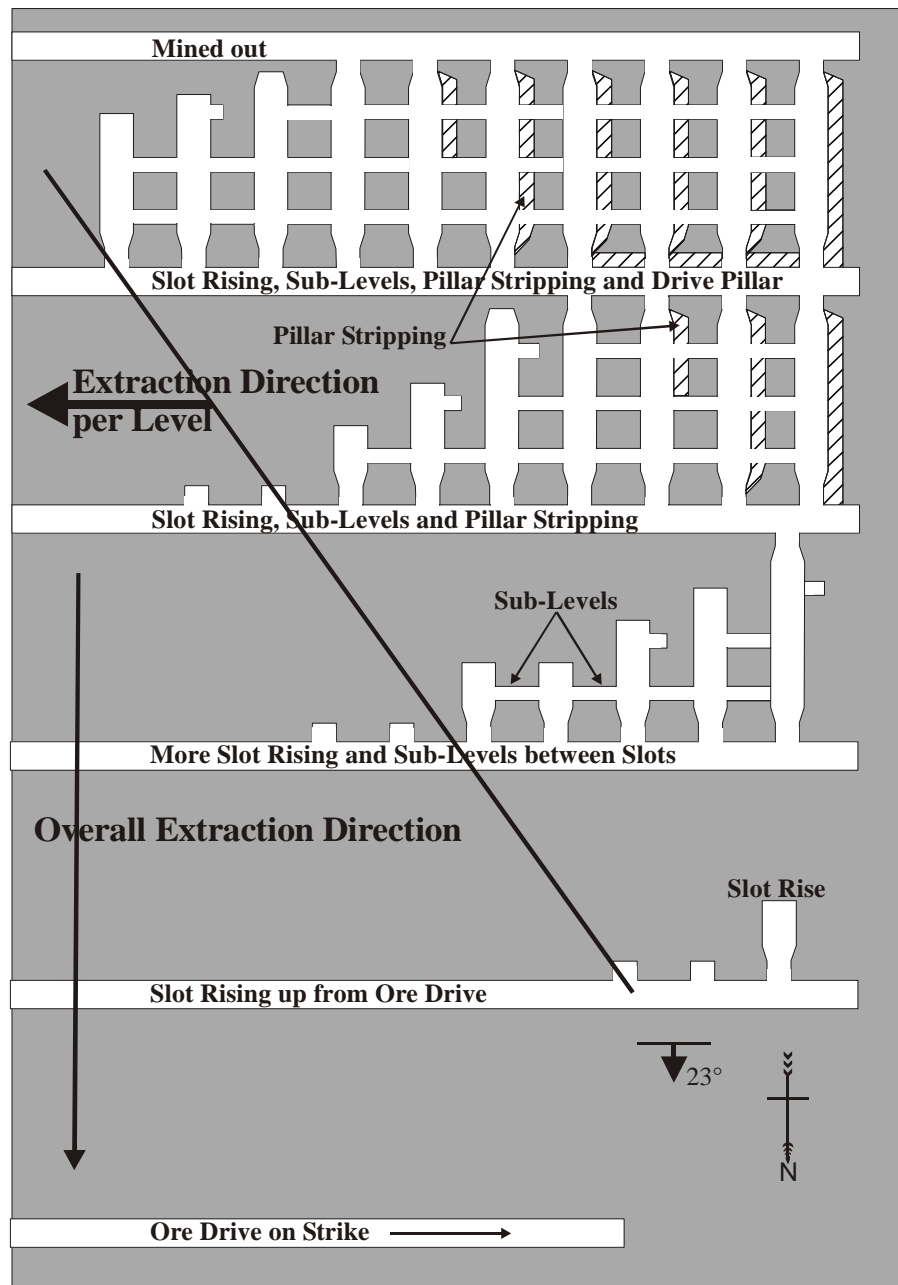 Mined out
Slot Rising, Sub-Levels, Pillar Stripping and Drive Pillar
Pillar Stripping
Extraction Direction
per Level
Slot Rising, Sub-Levels and Pillar Stripping
Sub-Levels
More Slot Rising and Sub-Levels between Slots
Overall Extraction Direction
Slot Rise
Slot Rising up from Ore Drive
23°
N
Ore Drive on Strike